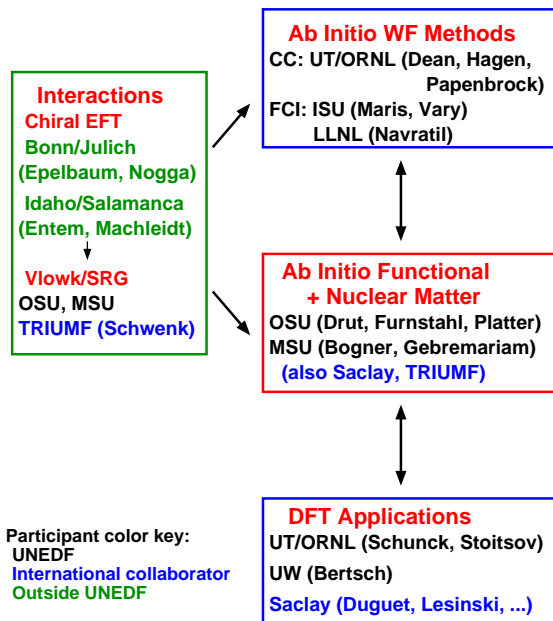 Interactions
Chiral EFT
Bonn/Julich
(Epelbaum, Nogga)
Idaho/Salamanca
(Entem, Machleidt)
Vlowk/SRG
OSU, MSU
TRIUMF (Schwenk)
Ab Initio WF Methods
CC: UT/ORNL (Dean, Hagen,
Papenbrock)
FCI: ISU (Maris, Vary)
LLNL (Navratil)
Ab Initio Functional
+ Nuclear Matter
OSU (Drut, Furnstahl, Platter)
MSU (Bogner, Gebremariam)
(also Saclay, TRIUMF)
DFT Applications
UT/ORNL (Schunck, Stoitsov)
UW (Bertsch)
Saclay (Duguet, Lesinski, ...)
Participant color key:
UNEDF
International collaborator
Outside UNEDF